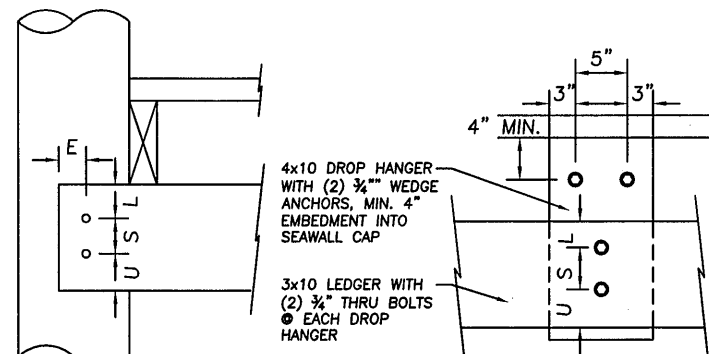 5"
3"
3"
4" MIN.
E
L
S
U
4x10 DROP HANGER
WITH (2) ¾"" WEDGE
ANCHORS, MIN. 4"
EMBEDMENT INTO
SEAWALL CAP
3x10 LEDGER WITH
(2) ¾" THRU BOLTS
@ EACH DROP
HANGER
L
S
U